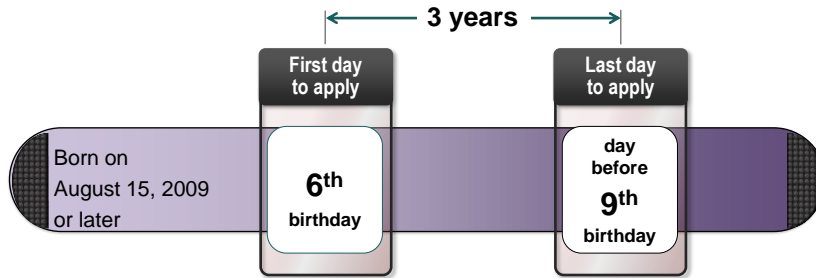 3 years
First day
to apply
Last day
to apply
Born on
August 15, 2009
or later
6th
birthday
day
before
9th
birthday